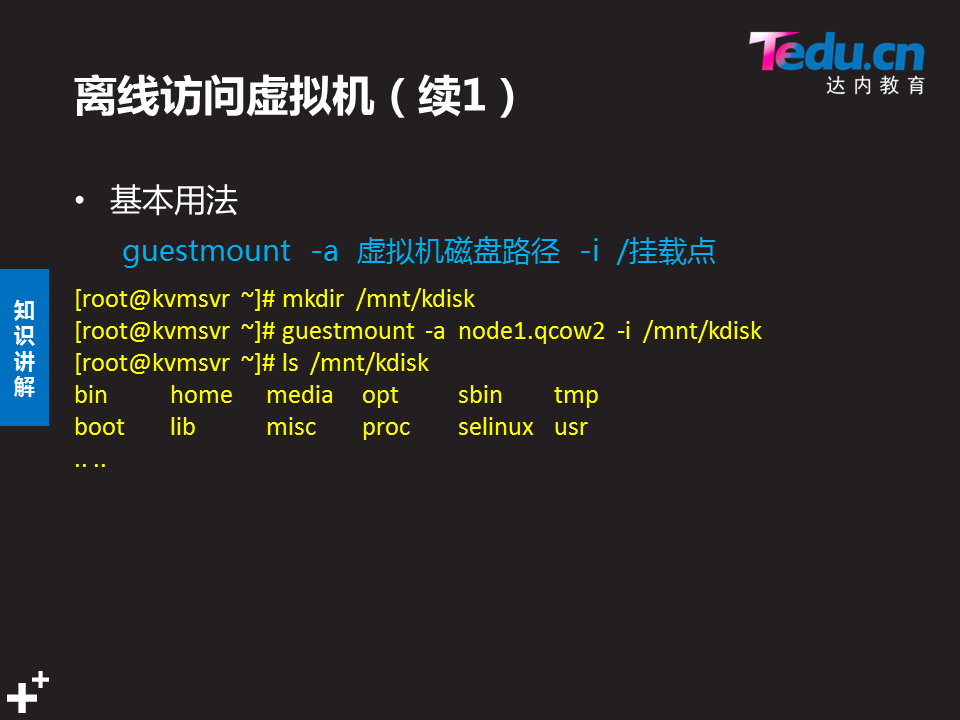 Tedu.cn
达内教育
离线访问虚拟机（续1）
• 基本用法
guestmount -a 虚拟机磁盘路径 -i /挂载点
知识讲解
[root@kvmsvr ~]# mkdir /mnt/kdisk
[root@kvmsvr ~]# guestmount -a node1.qcow2 -i /mnt/kdisk
[root@kvmsvr ~]# ls /mnt/kdisk
bin home media opt sbin tmp
boot lib misc proc selinux usr
.. ..